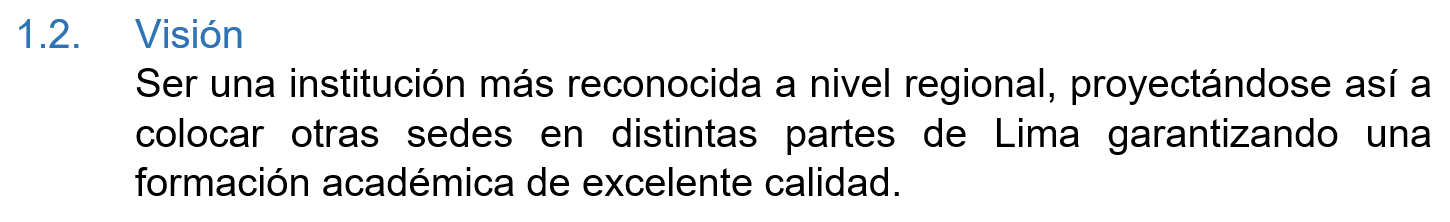 1.2. Visión
Ser una institución más reconocida a nivel regional, proyectándose así a
colocar otras sedes en distintas partes de Lima garantizando una
formación académica de excelente calidad.